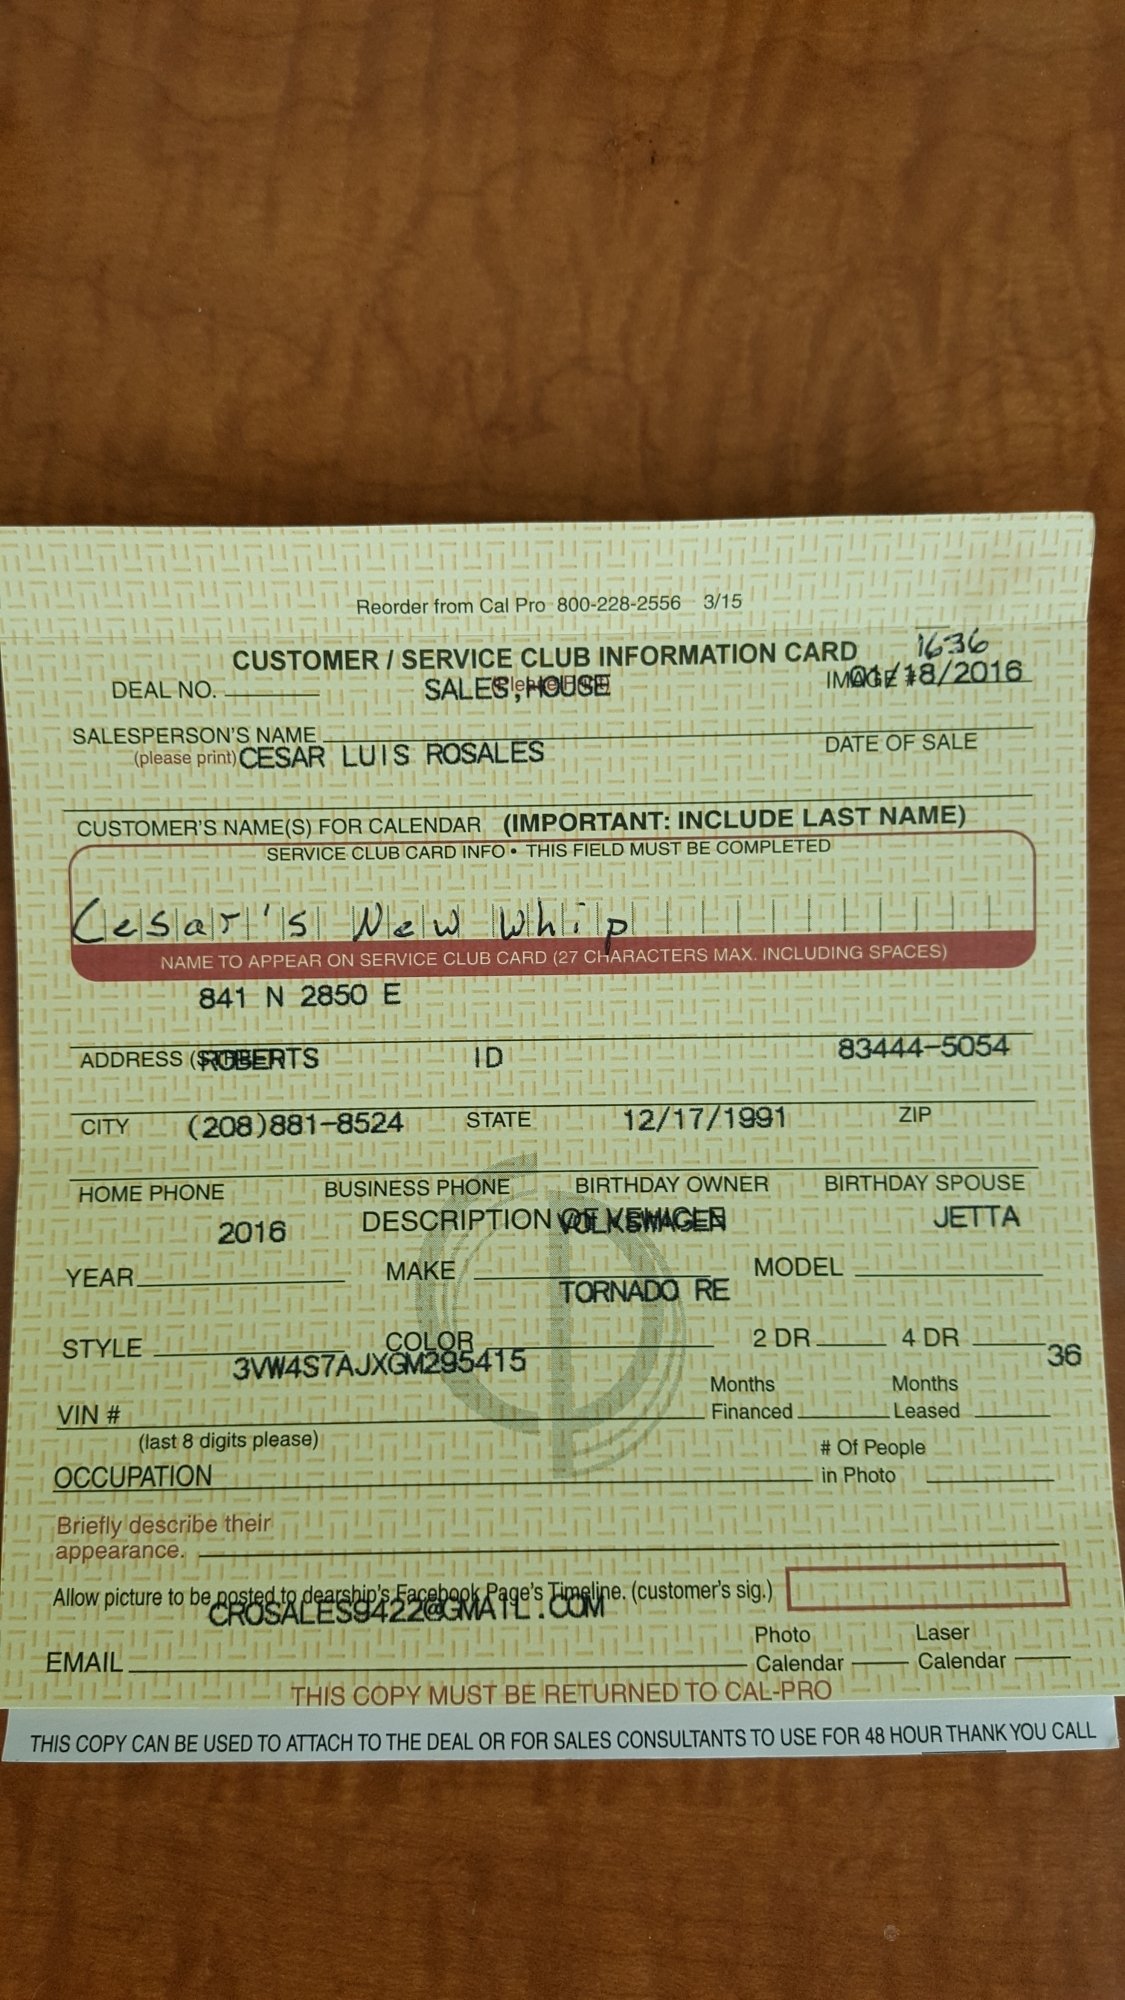 Reorder from Cal Pro 800-228-2556 3/15
1636
CUSTOMER / SERVICE CLUB INFORMATION CARD
DEAL NO. SALES, HOUSE (Please Print) IMAGE # 01/18/2016
SALESPERSON'S NAME DATE OF SALE
(please print) CESAR LUIS ROSALES
CUSTOMER'S NAME(S) FOR CALENDAR (IMPORTANT: INCLUDE LAST NAME)
SERVICE CLUB CARD INFO • THIS FIELD MUST BE COMPLETED
Cesar's New Whip
NAME TO APPEAR ON SERVICE CLUB CARD (27 CHARACTERS MAX. INCLUDING SPACES)
841 N 2850 E
ADDRESS ROBERTS ID 83444-5054
CITY (208)881-8524 STATE 12/17/1991 ZIP
HOME PHONE BUSINESS PHONE BIRTHDAY OWNER BIRTHDAY SPOUSE
2016 DESCRIPTION OF VEHICLE VOLKSWAGEN JETTA
YEAR MAKE MODEL
TORNADO RE
STYLE COLOR 2 DR 4 DR
3VW4S7AJXGM295415 36
Months Months
VIN # Financed Leased
(last 8 digits please)
# Of People
OCCUPATION in Photo
Briefly describe their
appearance.
Allow picture to be posted to dearship's Facebook Page's Timeline. (customer's sig.)
CROSALES9422@GMAIL.COM
Photo Laser
EMAIL Calendar Calendar
THIS COPY MUST BE RETURNED TO CAL-PRO
THIS COPY CAN BE USED TO ATTACH TO THE DEAL OR FOR SALES CONSULTANTS TO USE FOR 48 HOUR THANK YOU CALL